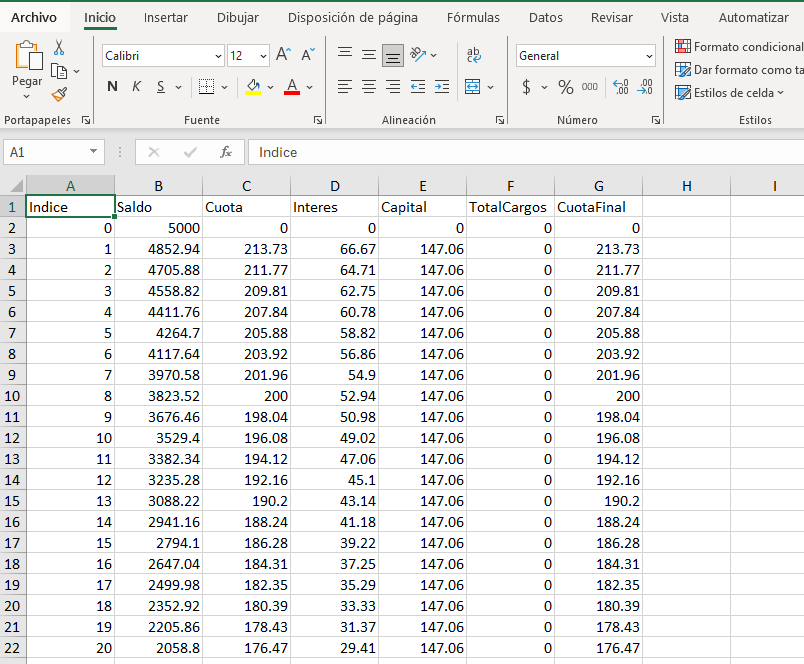 Archivo Inicio Insertar Dibujar Disposición de página Fórmulas Datos Revisar Vista Automatizar
Pegar
Calibri 12 A A
N K S A
ab
General
$ % 000
Formato condicional
Dar formato como ta
Estilos de celda
Portapapeles Fuente Alineación Número Estilos
A1 fx Indice
A B C D E F G H I
1 Indice Saldo Cuota Interes Capital TotalCargos CuotaFinal
2 0 5000 0 0 0 0 0
3 1 4852.94 213.73 66.67 147.06 0 213.73
4 2 4705.88 211.77 64.71 147.06 0 211.77
5 3 4558.82 209.81 62.75 147.06 0 209.81
6 4 4411.76 207.84 60.78 147.06 0 207.84
7 5 4264.7 205.88 58.82 147.06 0 205.88
8 6 4117.64 203.92 56.86 147.06 0 203.92
9 7 3970.58 201.96 54.9 147.06 0 201.96
10 8 3823.52 200 52.94 147.06 0 200
11 9 3676.46 198.04 50.98 147.06 0 198.04
12 10 3529.4 196.08 49.02 147.06 0 196.08
13 11 3382.34 194.12 47.06 147.06 0 194.12
14 12 3235.28 192.16 45.1 147.06 0 192.16
15 13 3088.22 190.2 43.14 147.06 0 190.2
16 14 2941.16 188.24 41.18 147.06 0 188.24
17 15 2794.1 186.28 39.22 147.06 0 186.28
18 16 2647.04 184.31 37.25 147.06 0 184.31
19 17 2499.98 182.35 35.29 147.06 0 182.35
20 18 2352.92 180.39 33.33 147.06 0 180.39
21 19 2205.86 178.43 31.37 147.06 0 178.43
22 20 2058.8 176.47 29.41 147.06 0 176.47